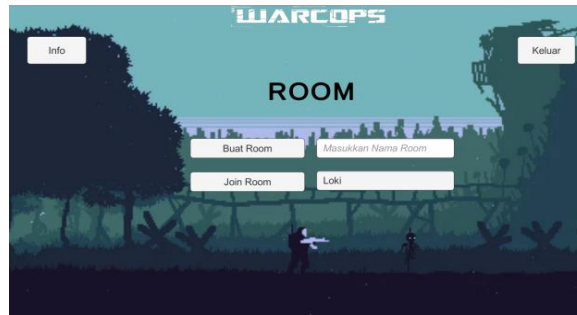 WARCOPS
Info
Keluar
ROOM
Buat Room
Masukkan Nama Room
Join Room
Loki